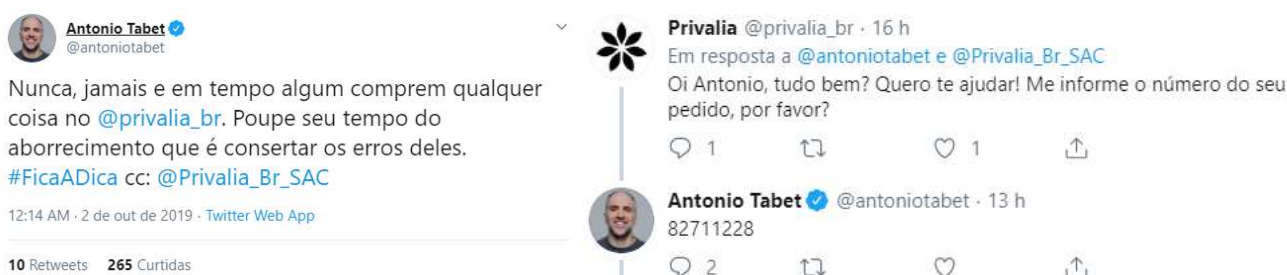 Antonio Tabet
@antoniotabet
Nunca, jamais e em tempo algum comprem qualquer
coisa no @privalia_br. Poupe seu tempo do
aborrecimento que é consertar os erros deles.
#FicaADica cc: @Privalia_Br_SAC
12:14 AM · 2 de out de 2019 · Twitter Web App
10 Retweets 265 Curtidas
Privalia @privalia_br · 16 h
Em resposta a @antoniotabet e @Privalia_Br_SAC
Oi Antonio, tudo bem? Quero te ajudar! Me informe o número do seu
pedido, por favor?
1 1
Antonio Tabet @antoniotabet · 13 h
82711228
2